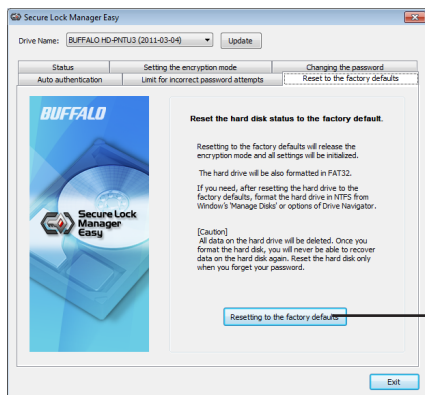 Secure Lock Manager Easy
Drive Name: BUFFALO HD-PNTU3 (2011-03-04) Update
Status Setting the encryption mode Changing the password
Auto authentication Limit for incorrect password attempts Reset to the factory defaults
BUFFALO
Secure Lock
Manager
Easy
Reset the hard disk status to the factory default.
Resetting to the factory defaults will release the
encryption mode and all settings will be initialized.
The hard drive will be also formatted in FAT32.
If you need, after resetting the hard drive to the
factory defaults, format the hard drive in NTFS from
Window's 'Manage Disks' or options of Drive Navigator.
[Caution]
All data on the hard drive will be deleted. Once you
format the hard disk, you will never be able to recover
data on the hard disk again. Reset the hard disk only
when you forget your password.
Resetting to the factory defaults
Exit